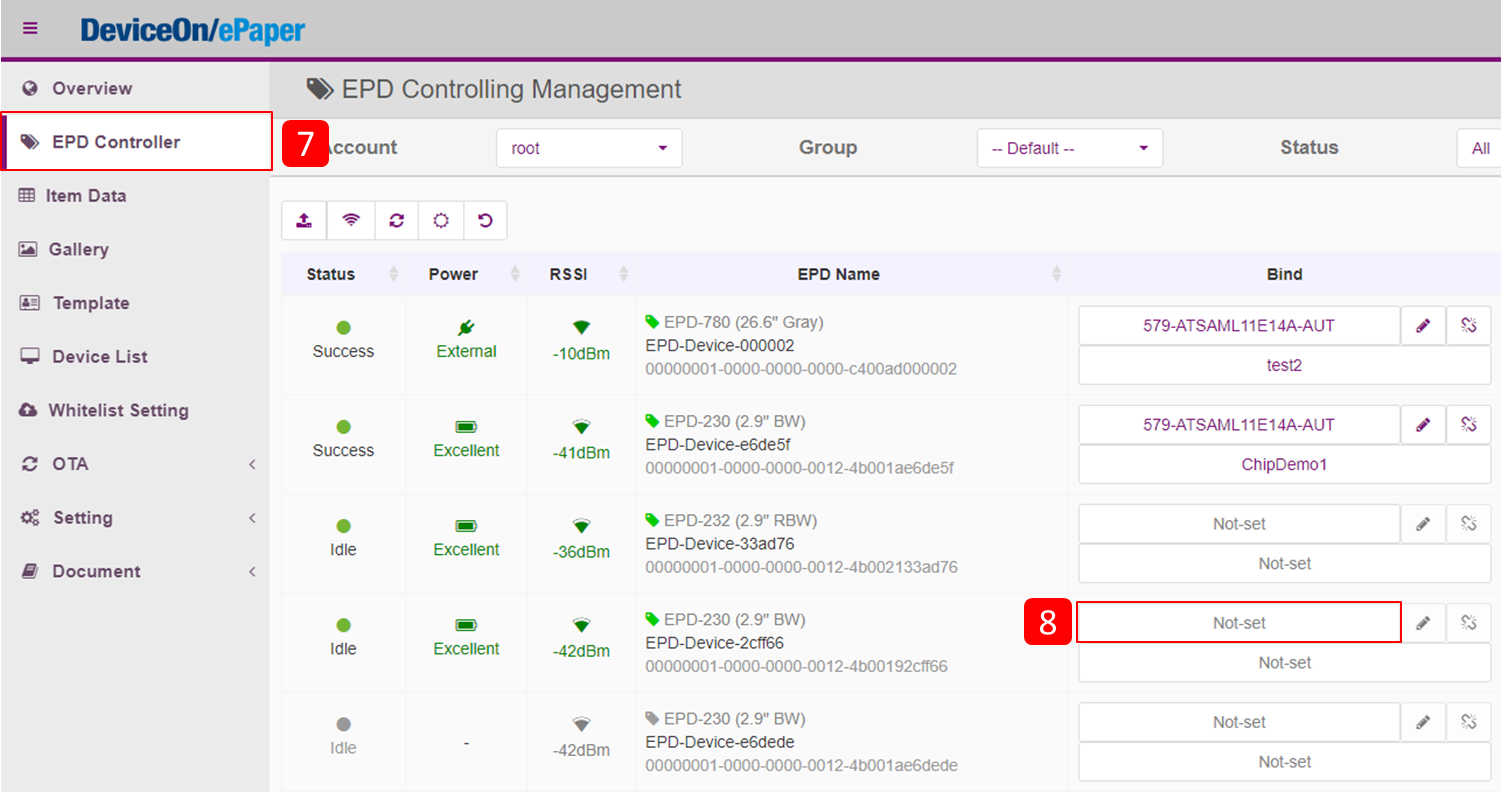 DeviceOn/ePaper
Overview
EPD Controller
Item Data
Gallery
Template
Device List
Whitelist Setting
OTA
Setting
Document
EPD Controlling Management
7
ccount
root
Group
-- Default --
Status
All
Status Power RSSI EPD Name Bind
Success
External
-10dBm
EPD-780 (26.6" Gray)
EPD-Device-000002
00000001-0000-0000-0000-c400ad000002
579-ATSAML11E14A-AUT
test2
Success
Excellent
-41dBm
EPD-230 (2.9" BW)
EPD-Device-e6de5f
00000001-0000-0000-0012-4b001ae6de5f
579-ATSAML11E14A-AUT
ChipDemo1
Idle
Excellent
-36dBm
EPD-232 (2.9" RBW)
EPD-Device-33ad76
00000001-0000-0000-0012-4b002133ad76
Not-set
Not-set
Idle
Excellent
-42dBm
EPD-230 (2.9" BW)
EPD-Device-2cff66
00000001-0000-0000-0012-4b00192cff66
8
Not-set
Not-set
Idle
-
-42dBm
EPD-230 (2.9" BW)
EPD-Device-e6dede
00000001-0000-0000-0012-4b001ae6dede
Not-set
Not-set